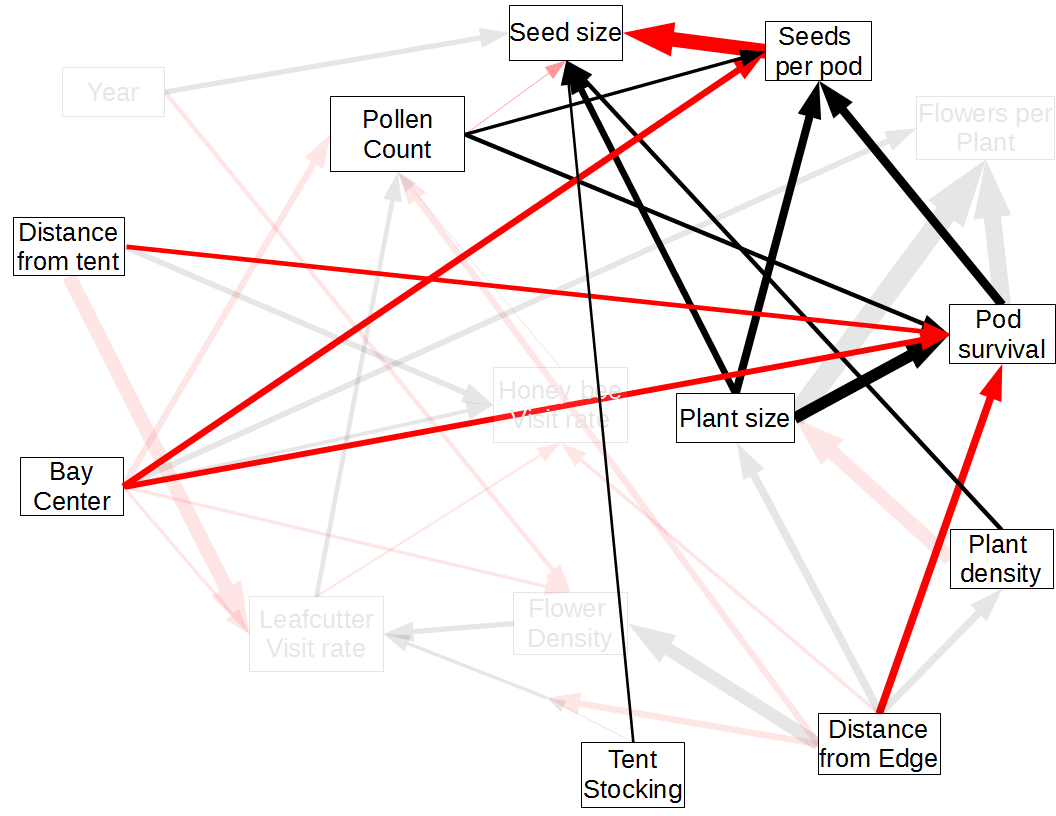 Seed size
Seeds
per pod
Year
Pollen
Count
Flowers per
Plant
Distance
from tent
Pod
survival
Honey bee
Visit rate
Plant size
Bay
Center
Plant
density
Leafcutter
Visit rate
Flower
Density
Distance
from Edge
Tent
Stocking